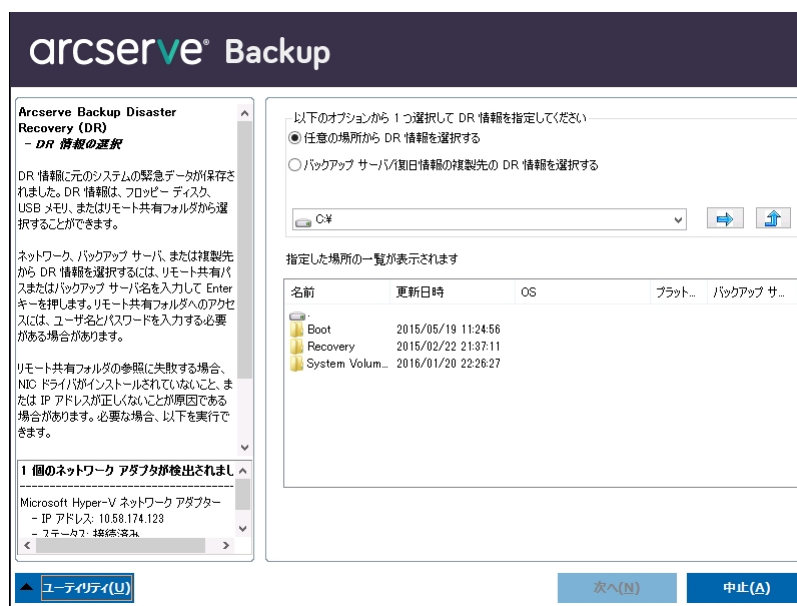 arcserve® Backup
Arcserve Backup Disaster
Recovery (DR)
- DR 情報の選択
DR 情報に元のシステムの緊急データが保存さ
れました。DR 情報は、フロッピー ディスク、
USB メモリ、またはリモート共有フォルダから選
択することができます。
ネットワーク、バックアップ サーバ、または複製先
から DR 情報を選択するには、リモート共有パ
スまたはバックアップ サーバ名を入力して Enter
キーを押します。リモート共有フォルダへのアクセ
スには、ユーザ名とパスワードを入力する必要
がある場合があります。
リモート共有フォルダの参照に失敗する場合、
NIC ドライバがインストールされていないこと、ま
たは IP アドレスが正しくないことが原因である
場合があります。必要な場合、以下を実行で
きます。
1 個のネットワーク アダプタが検出されまし
Microsoft Hyper-V ネットワーク アダプター
- IP アドレス: 10.58.174.123
- ステータス: 接続済み
以下のオプションから 1 つ選択して DR 情報を指定してください
任意の場所から DR 情報を選択する
バックアップ サーバ/復旧情報の複製先の DR 情報を選択する
C:¥
指定した場所の一覧が表示されます
名前 更新日時 OS プラット... バックアップ サ...
.
Boot 2015/05/19 11:24:56
Recovery 2015/02/22 21:37:11
System Volum... 2016/01/20 22:26:27
ユーティリティ(U) 次へ(N) 中止(A)